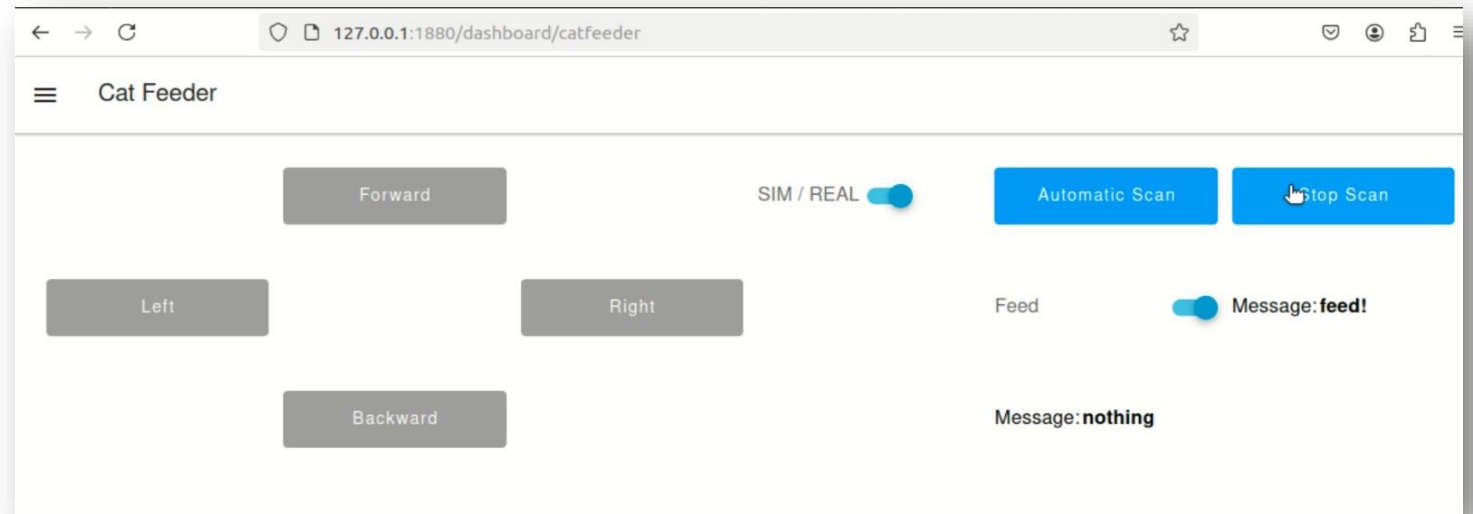 127.0.0.1:1880/dashboard/catfeeder
Cat Feeder
Forward
SIM / REAL
Automatic Scan
Stop Scan
Left
Right
Feed
Message: feed!
Backward
Message: nothing